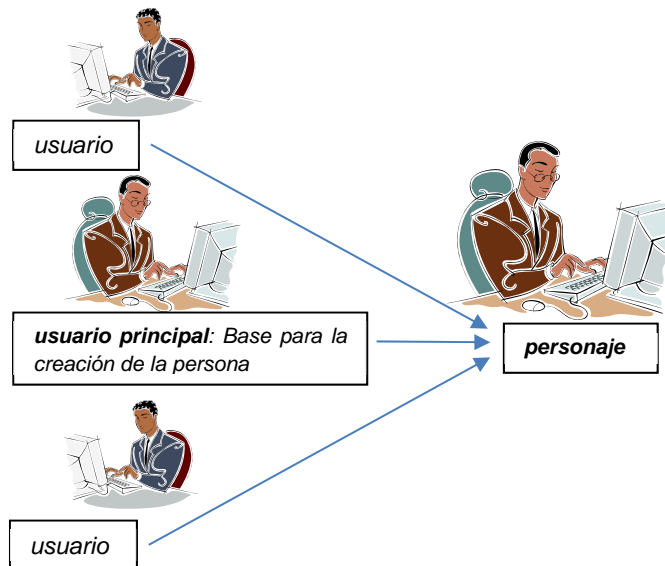 usuario
usuario principal: Base para la
creación de la persona
personaje
usuario